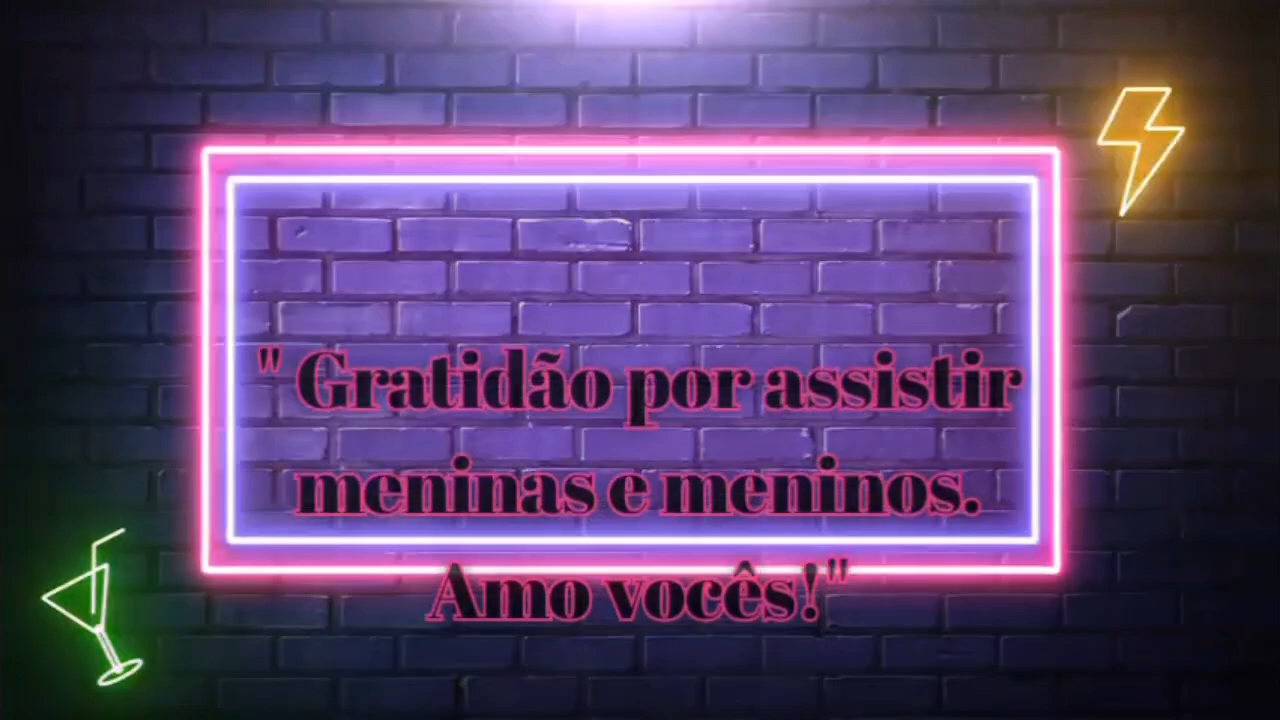 " Gratidão por assistir
meninas e meninos.
Amo vocês!"